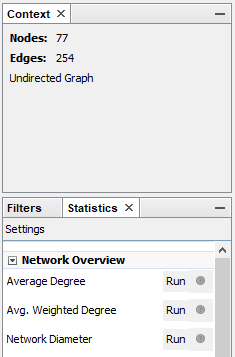 Context
Nodes: 77
Edges: 254
Undirected Graph
Filters Statistics
Settings
Network Overview
Average Degree Run
Avg. Weighted Degree Run
Network Diameter Run